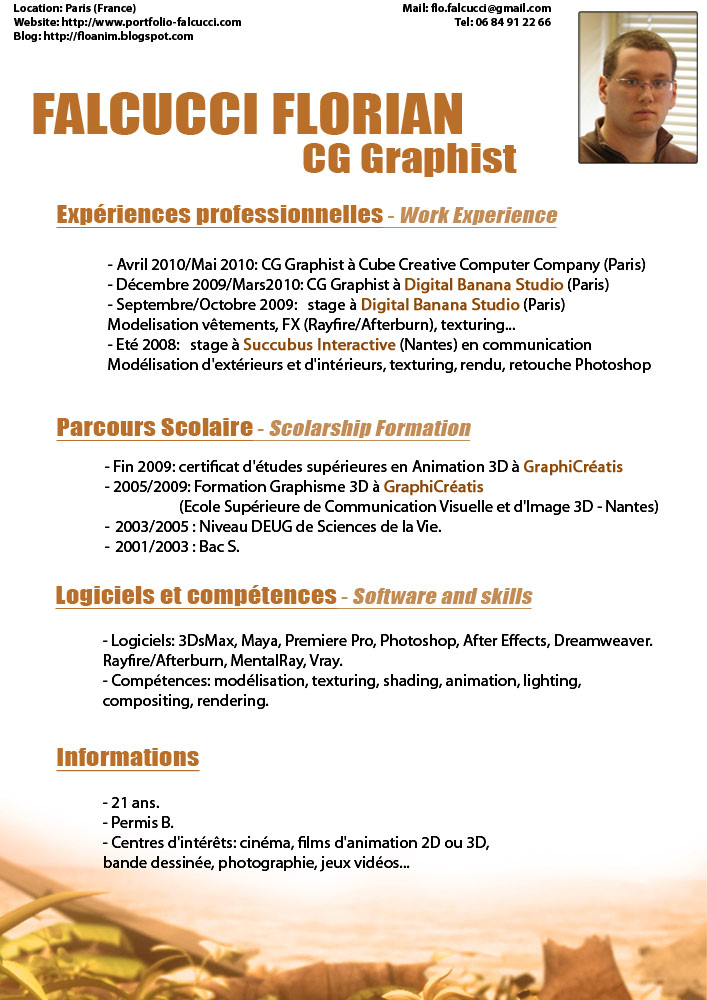 Location: Paris (France)
Website: http://www.portfolio-falcucci.com
Blog: http://floanim.blogspot.com
Mail: flo.falcucci@gmail.com
Tel: 06 84 91 22 66
FALCUCCI FLORIAN
CG Graphist
Expériences professionnelles - Work Experience
- Avril 2010/Mai 2010: CG Graphist à Cube Creative Computer Company (Paris)
- Décembre 2009/Mars2010: CG Graphist à Digital Banana Studio (Paris)
- Septembre/Octobre 2009: stage à Digital Banana Studio (Paris)
Modelisation vêtements, FX (Rayfire/Afterburn), texturing...
- Eté 2008: stage à Succubus Interactive (Nantes) en communication
Modélisation d'extérieurs et d'intérieurs, texturing, rendu, retouche Photoshop
Parcours Scolaire - Scolarship Formation
- Fin 2009: certificat d'études supérieures en Animation 3D à GraphiCréatis
- 2005/2009: Formation Graphisme 3D à GraphiCréatis
(Ecole Supérieure de Communication Visuelle et d'Image 3D - Nantes)
- 2003/2005 : Niveau DEUG de Sciences de la Vie.
- 2001/2003 : Bac S.
Logiciels et compétences - Software and skills
- Logiciels: 3DsMax, Maya, Premiere Pro, Photoshop, After Effects, Dreamweaver.
Rayfire/Afterburn, MentalRay, Vray.
- Compétences: modélisation, texturing, shading, animation, lighting,
compositing, rendering.
Informations
- 21 ans.
- Permis B.
- Centres d'intérêts: cinéma, films d'animation 2D ou 3D,
bande dessinée, photographie, jeux vidéos...